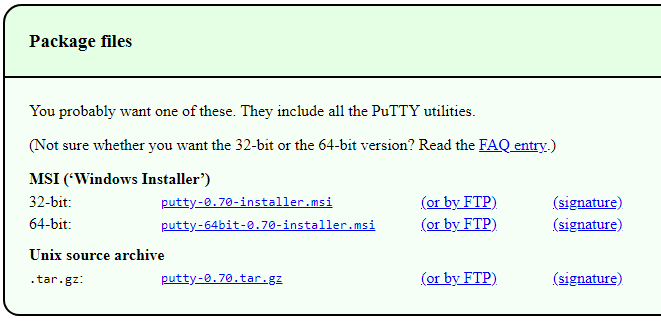 Package files
You probably want one of these. They include all the PuTTY utilities.
(Not sure whether you want the 32-bit or the 64-bit version? Read the FAQ entry.)
MSI (‘Windows Installer’)
32-bit: putty-0.70-installer.msi (or by FTP) (signature)
64-bit: putty-64bit-0.70-installer.msi (or by FTP) (signature)
Unix source archive
.tar.gz: putty-0.70.tar.gz (or by FTP) (signature)